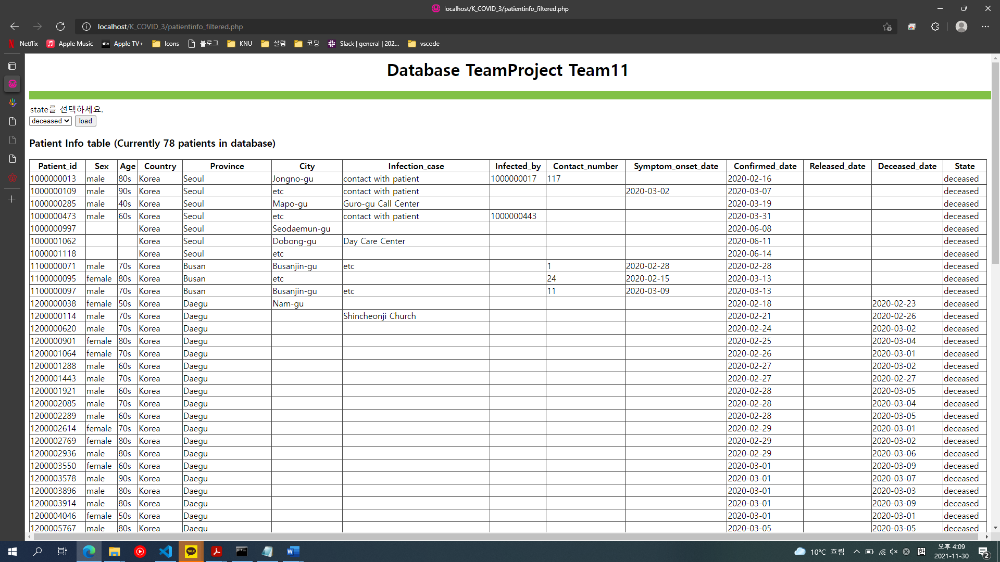 localhost/K_COVID_3/patientinfo_filtered.php
localhost/K_COVID_3/patientinfo_filtered.php
Netflix Apple Music Apple TV+ Icons 블로그 KNU 살림 코딩 Slack | general | 202... vscode
Database TeamProject Team11
state를 선택하세요.
deceased load
Patient Info table (Currently 78 patients in database)
Patient_id Sex Age Country Province City Infection_case Infected_by Contact_number Symptom_onset_date Confirmed_date Released_date Deceased_date State
1000000013 male 80s Korea Seoul Jongno-gu contact with patient 1000000017 117 2020-02-16 deceased
1000000109 male 90s Korea Seoul etc contact with patient 2020-03-02 2020-03-07 deceased
1000000285 male 40s Korea Seoul Mapo-gu Guro-gu Call Center 2020-03-19 deceased
1000000473 male 60s Korea Seoul etc contact with patient 1000000443 2020-03-31 deceased
1000000997 Korea Seoul Seodaemun-gu 2020-06-08 deceased
1000001062 Korea Seoul Dobong-gu Day Care Center 2020-06-11 deceased
1000001118 Korea Seoul etc 2020-06-14 deceased
1100000071 male 70s Korea Busan Busanjin-gu etc 1 2020-02-28 2020-02-28 deceased
1100000095 female 80s Korea Busan etc 24 2020-02-15 2020-03-13 deceased
1100000097 male 70s Korea Busan Busanjin-gu etc 11 2020-03-09 2020-03-13 deceased
1200000038 female 50s Korea Daegu Nam-gu 2020-02-18 2020-02-23 deceased
1200000114 male 70s Korea Daegu Shincheonji Church 2020-02-21 2020-02-26 deceased
1200000620 male 70s Korea Daegu 2020-02-24 2020-03-02 deceased
1200000901 female 80s Korea Daegu 2020-02-25 2020-03-04 deceased
1200001064 female 70s Korea Daegu 2020-02-26 2020-03-01 deceased
1200001288 male 60s Korea Daegu 2020-02-27 2020-03-02 deceased
1200001443 male 70s Korea Daegu 2020-02-27 2020-02-27 deceased
1200001921 male 60s Korea Daegu 2020-02-28 2020-03-05 deceased
1200002085 male 70s Korea Daegu 2020-02-28 2020-03-04 deceased
1200002289 male 60s Korea Daegu 2020-02-28 2020-03-05 deceased
1200002614 female 70s Korea Daegu 2020-02-29 2020-03-01 deceased
1200002769 female 80s Korea Daegu 2020-02-29 2020-03-02 deceased
1200002936 male 80s Korea Daegu 2020-02-29 2020-03-06 deceased
1200003550 female 60s Korea Daegu 2020-03-01 2020-03-09 deceased
1200003578 male 90s Korea Daegu 2020-03-01 2020-03-07 deceased
1200003896 male 80s Korea Daegu 2020-03-01 2020-03-03 deceased
1200003914 male 80s Korea Daegu 2020-03-01 2020-03-09 deceased
1200004046 female 50s Korea Daegu 2020-03-01 2020-03-01 deceased
1200005767 male 80s Korea Daegu 2020-03-05 2020-03-05 deceased
TALK 10°C 흐림 한 오후 4:09
2021-11-30 2